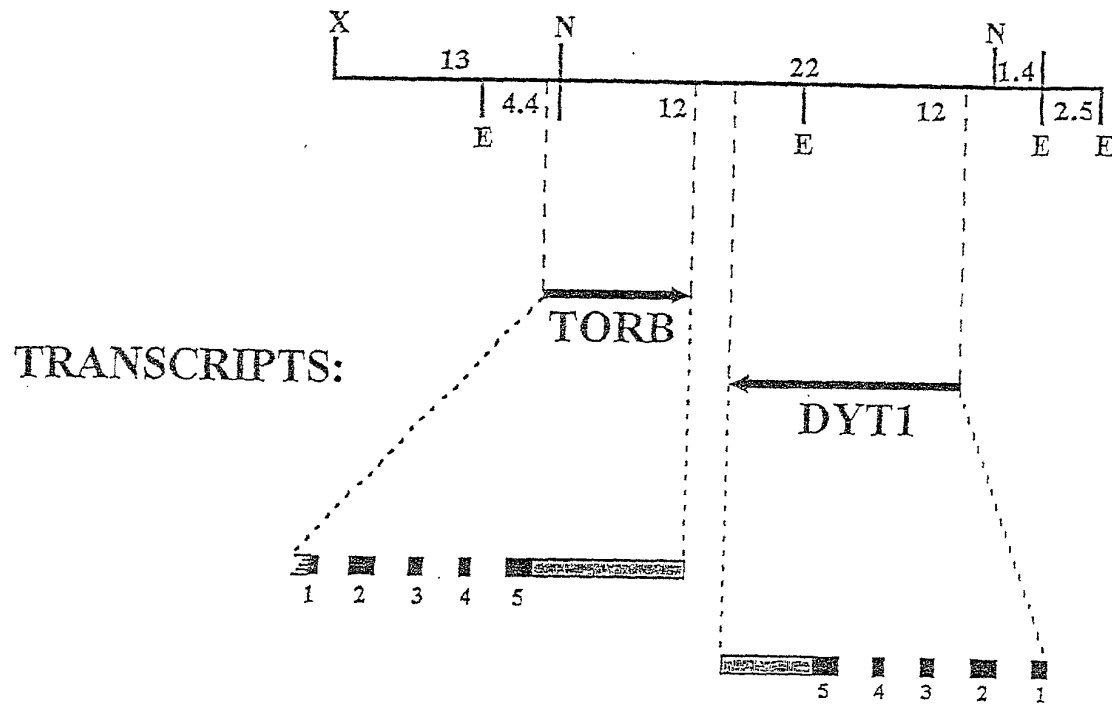 X N N
13 22 1.4
4.4 12 12 2.5
E E E E
TORB
TRANSCRIPTS:
DYT1
1 2 3 4 5
5 4 3 2 1